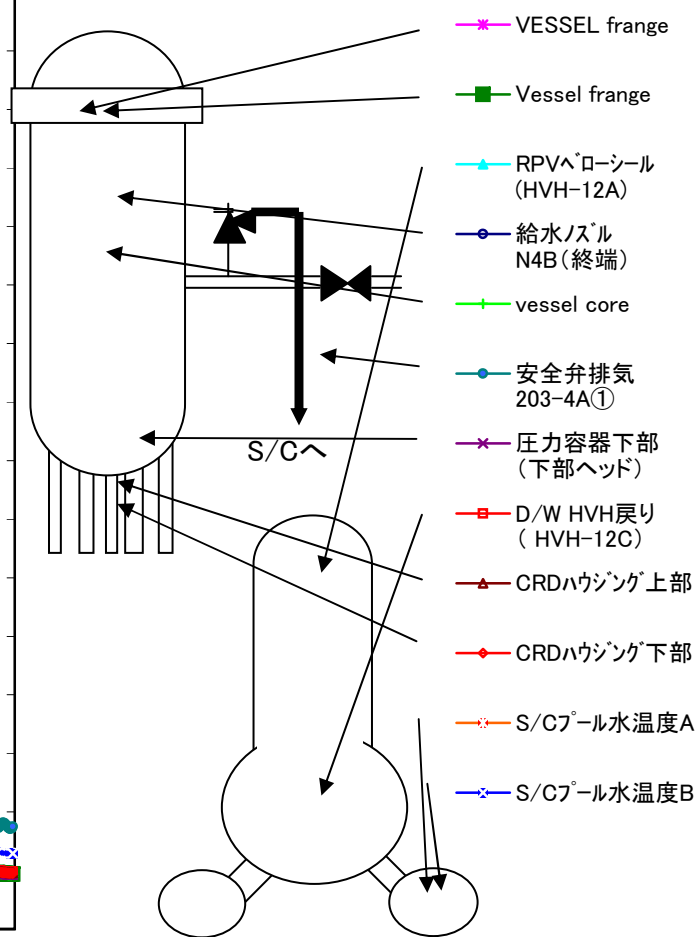 VESSEL frange
Vessel frange
RPVﾍﾞﾛｰｼｰﾙ
(HVH-12A)
給水ﾉｽﾞﾙ
N4B(終端)
vessel core
安全弁排気
203-4A①
圧力容器下部
(下部ヘッド)
S/Cへ
D/W HVH戻り
( HVH-12C)
CRDﾊｳｼﾞﾝｸﾞ上部
CRDﾊｳｼﾞﾝｸﾞ下部
S/Cﾌﾟｰﾙ水温度A
S/Cﾌﾟｰﾙ水温度B